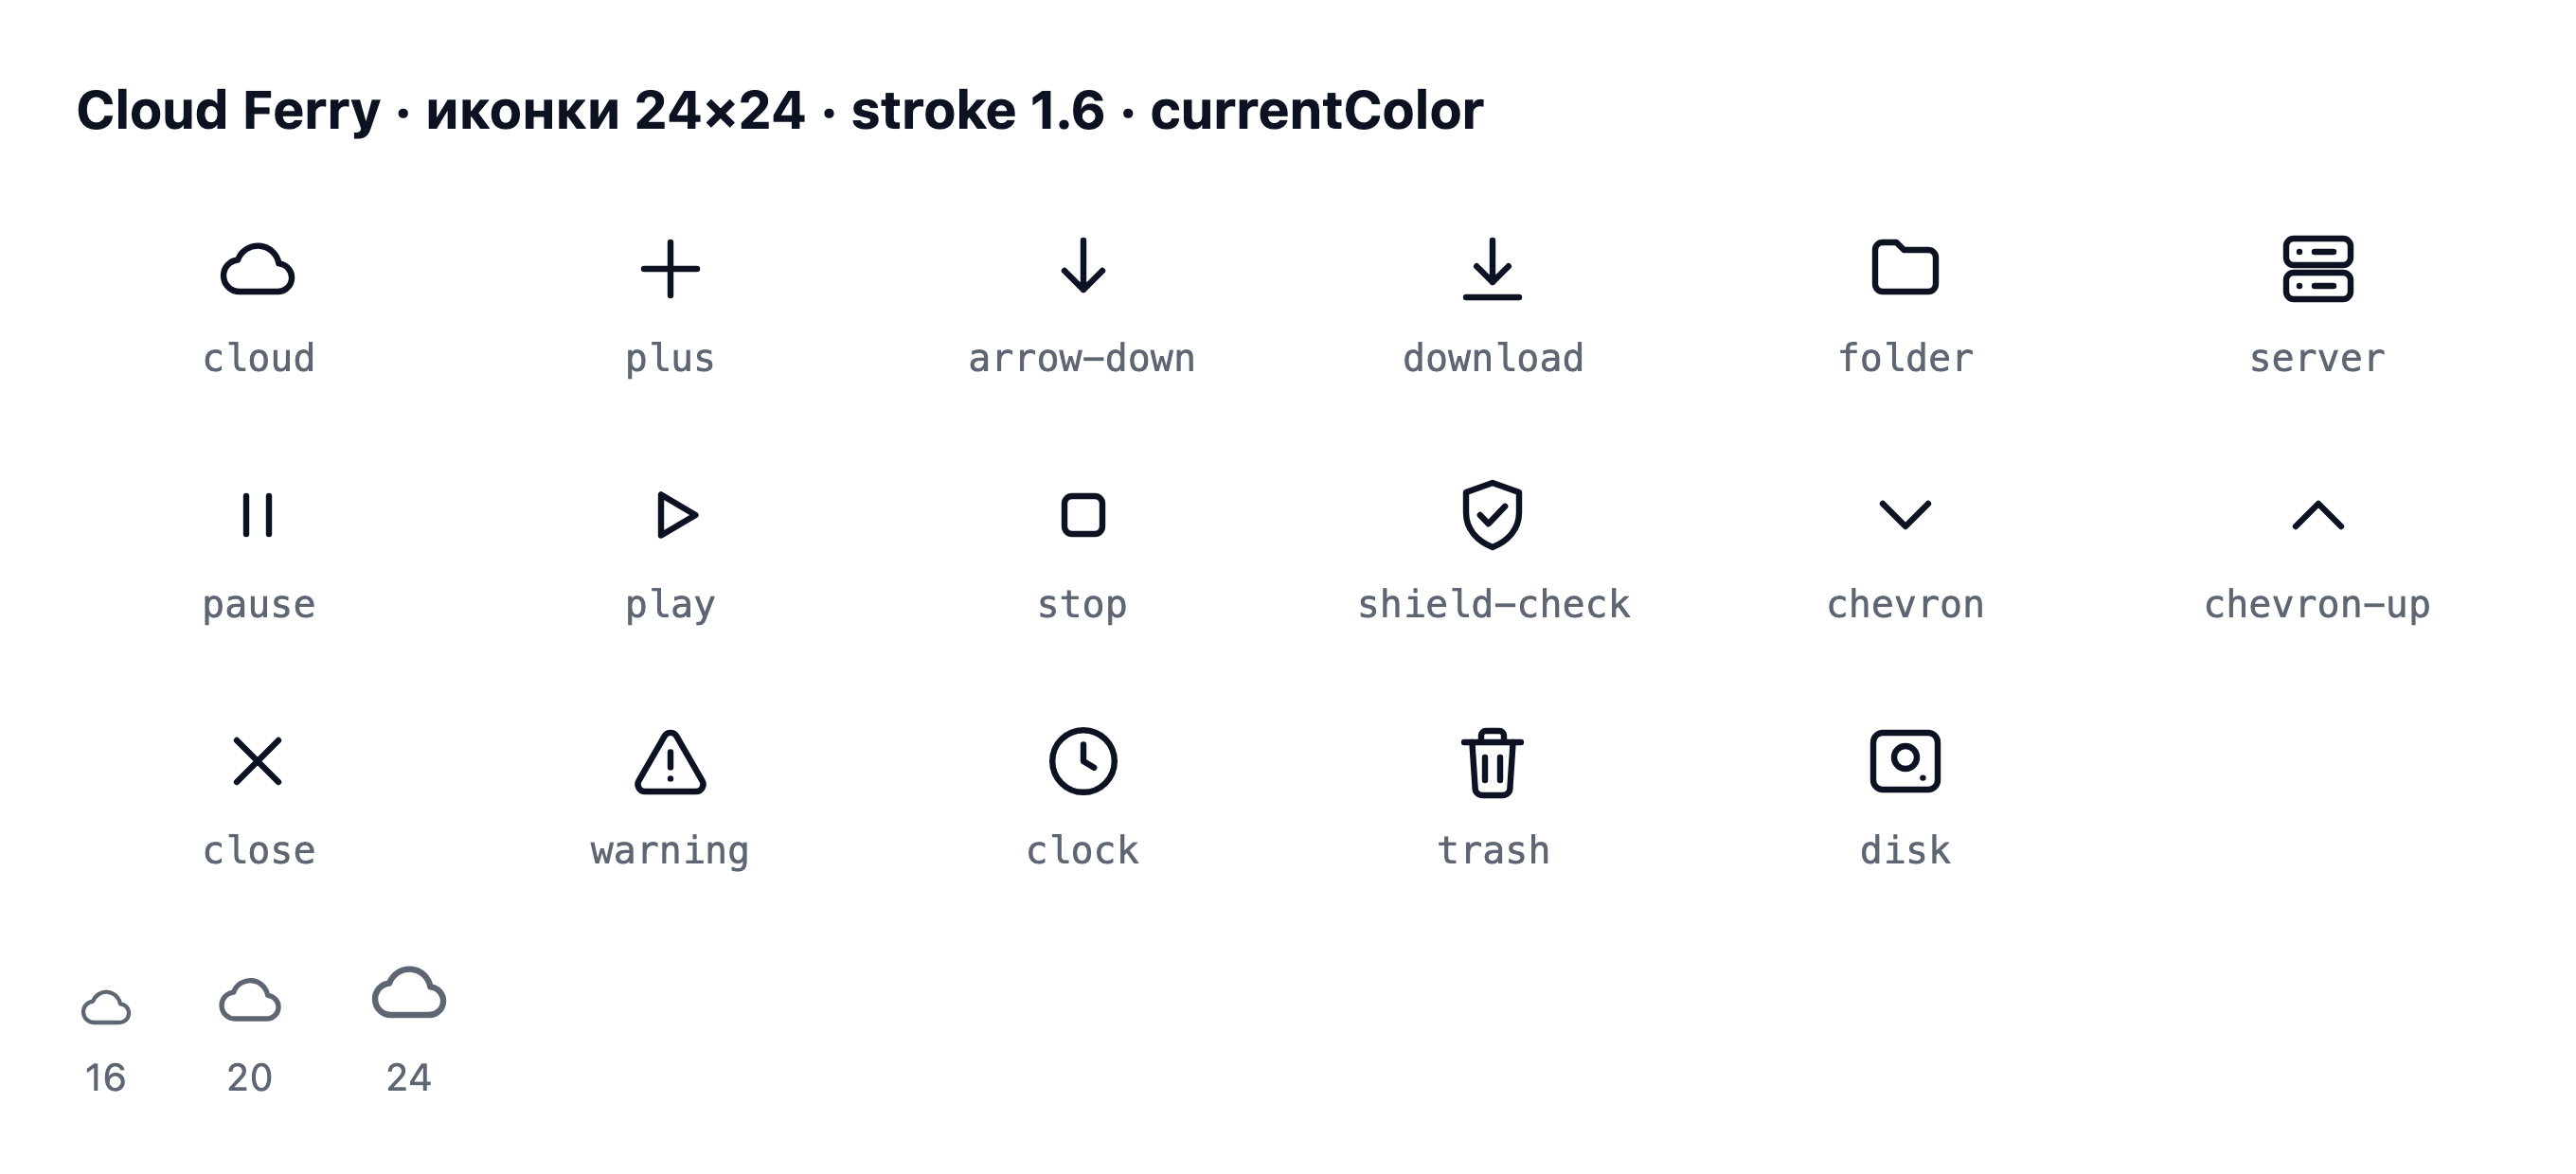 Cloud Ferry · иконки 24×24 · stroke 1.6 · currentColor
cloud plus arrow-down download folder server
pause play stop shield-check chevron chevron-up
close warning clock trash disk
16 20 24